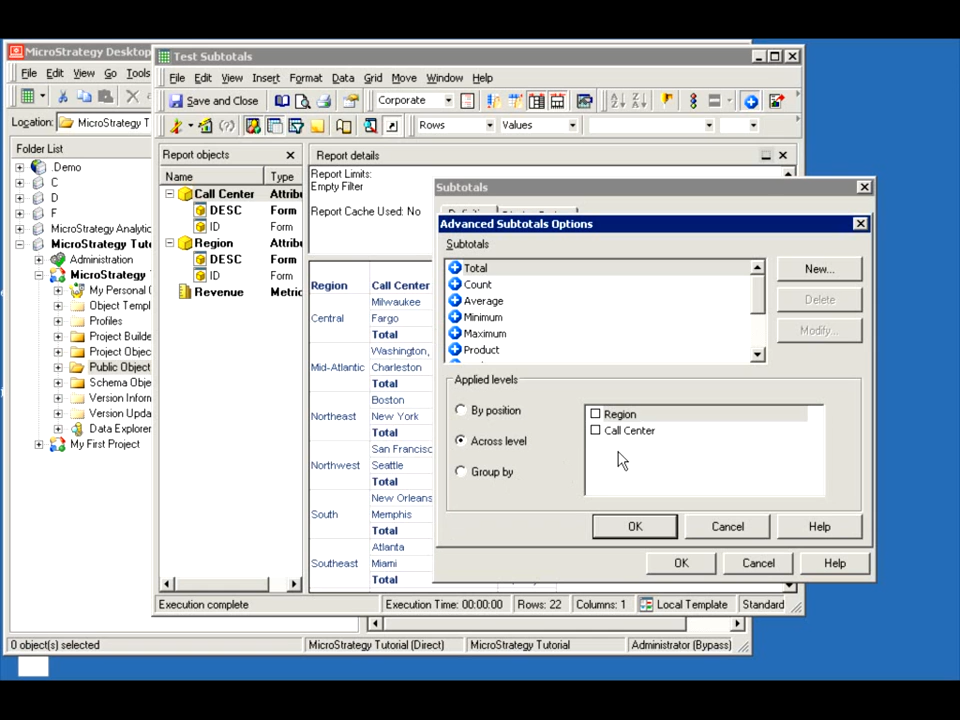 MicroStrategy Desktop
File Edit View Go Tools
Location: MicroStrategy T
Folder List
.Demo
C
D
F
MicroStrategy Analytic
MicroStrategy Tuto
Administration
MicroStrategy
My Personal
Object Templ
Profiles
Project Builde
Project Objec
Public Object
Schema Obje
Version Inform
Version Upda
Data Explorer
My First Project
0 object(s) selected
MicroStrategy Tutorial (Direct)
MicroStrategy Tutorial
Administrator (Bypass)
Test Subtotals
File Edit View Insert Format Data Grid Move Window Help
Save and Close
Corporate
Rows
Values
Report objects
Name Type
Call Center Attribu
DESC Form
ID Form
Region Attribu
DESC Form
ID Form
Revenue Metric
Report details
Report Limits:
Empty Filter
Report Cache Used: No
Region Call Center
Milwaukee
Central Fargo
Total
Washington,
Mid-Atlantic Charleston
Total
Boston
Northeast New York
Total
San Francisc
Northwest Seattle
Total
New Orleans
South Memphis
Total
Atlanta
Southeast Miami
Total
Execution complete
Execution Time: 00:00:00
Rows: 22
Columns: 1
Local Template
Standard
Subtotals
Advanced Subtotals Options
Subtotals
Total
Count
Average
Minimum
Maximum
Product
New...
Delete
Modify...
Applied levels
By position
Across level
Group by
Region
Call Center
OK Cancel Help
OK Cancel Help